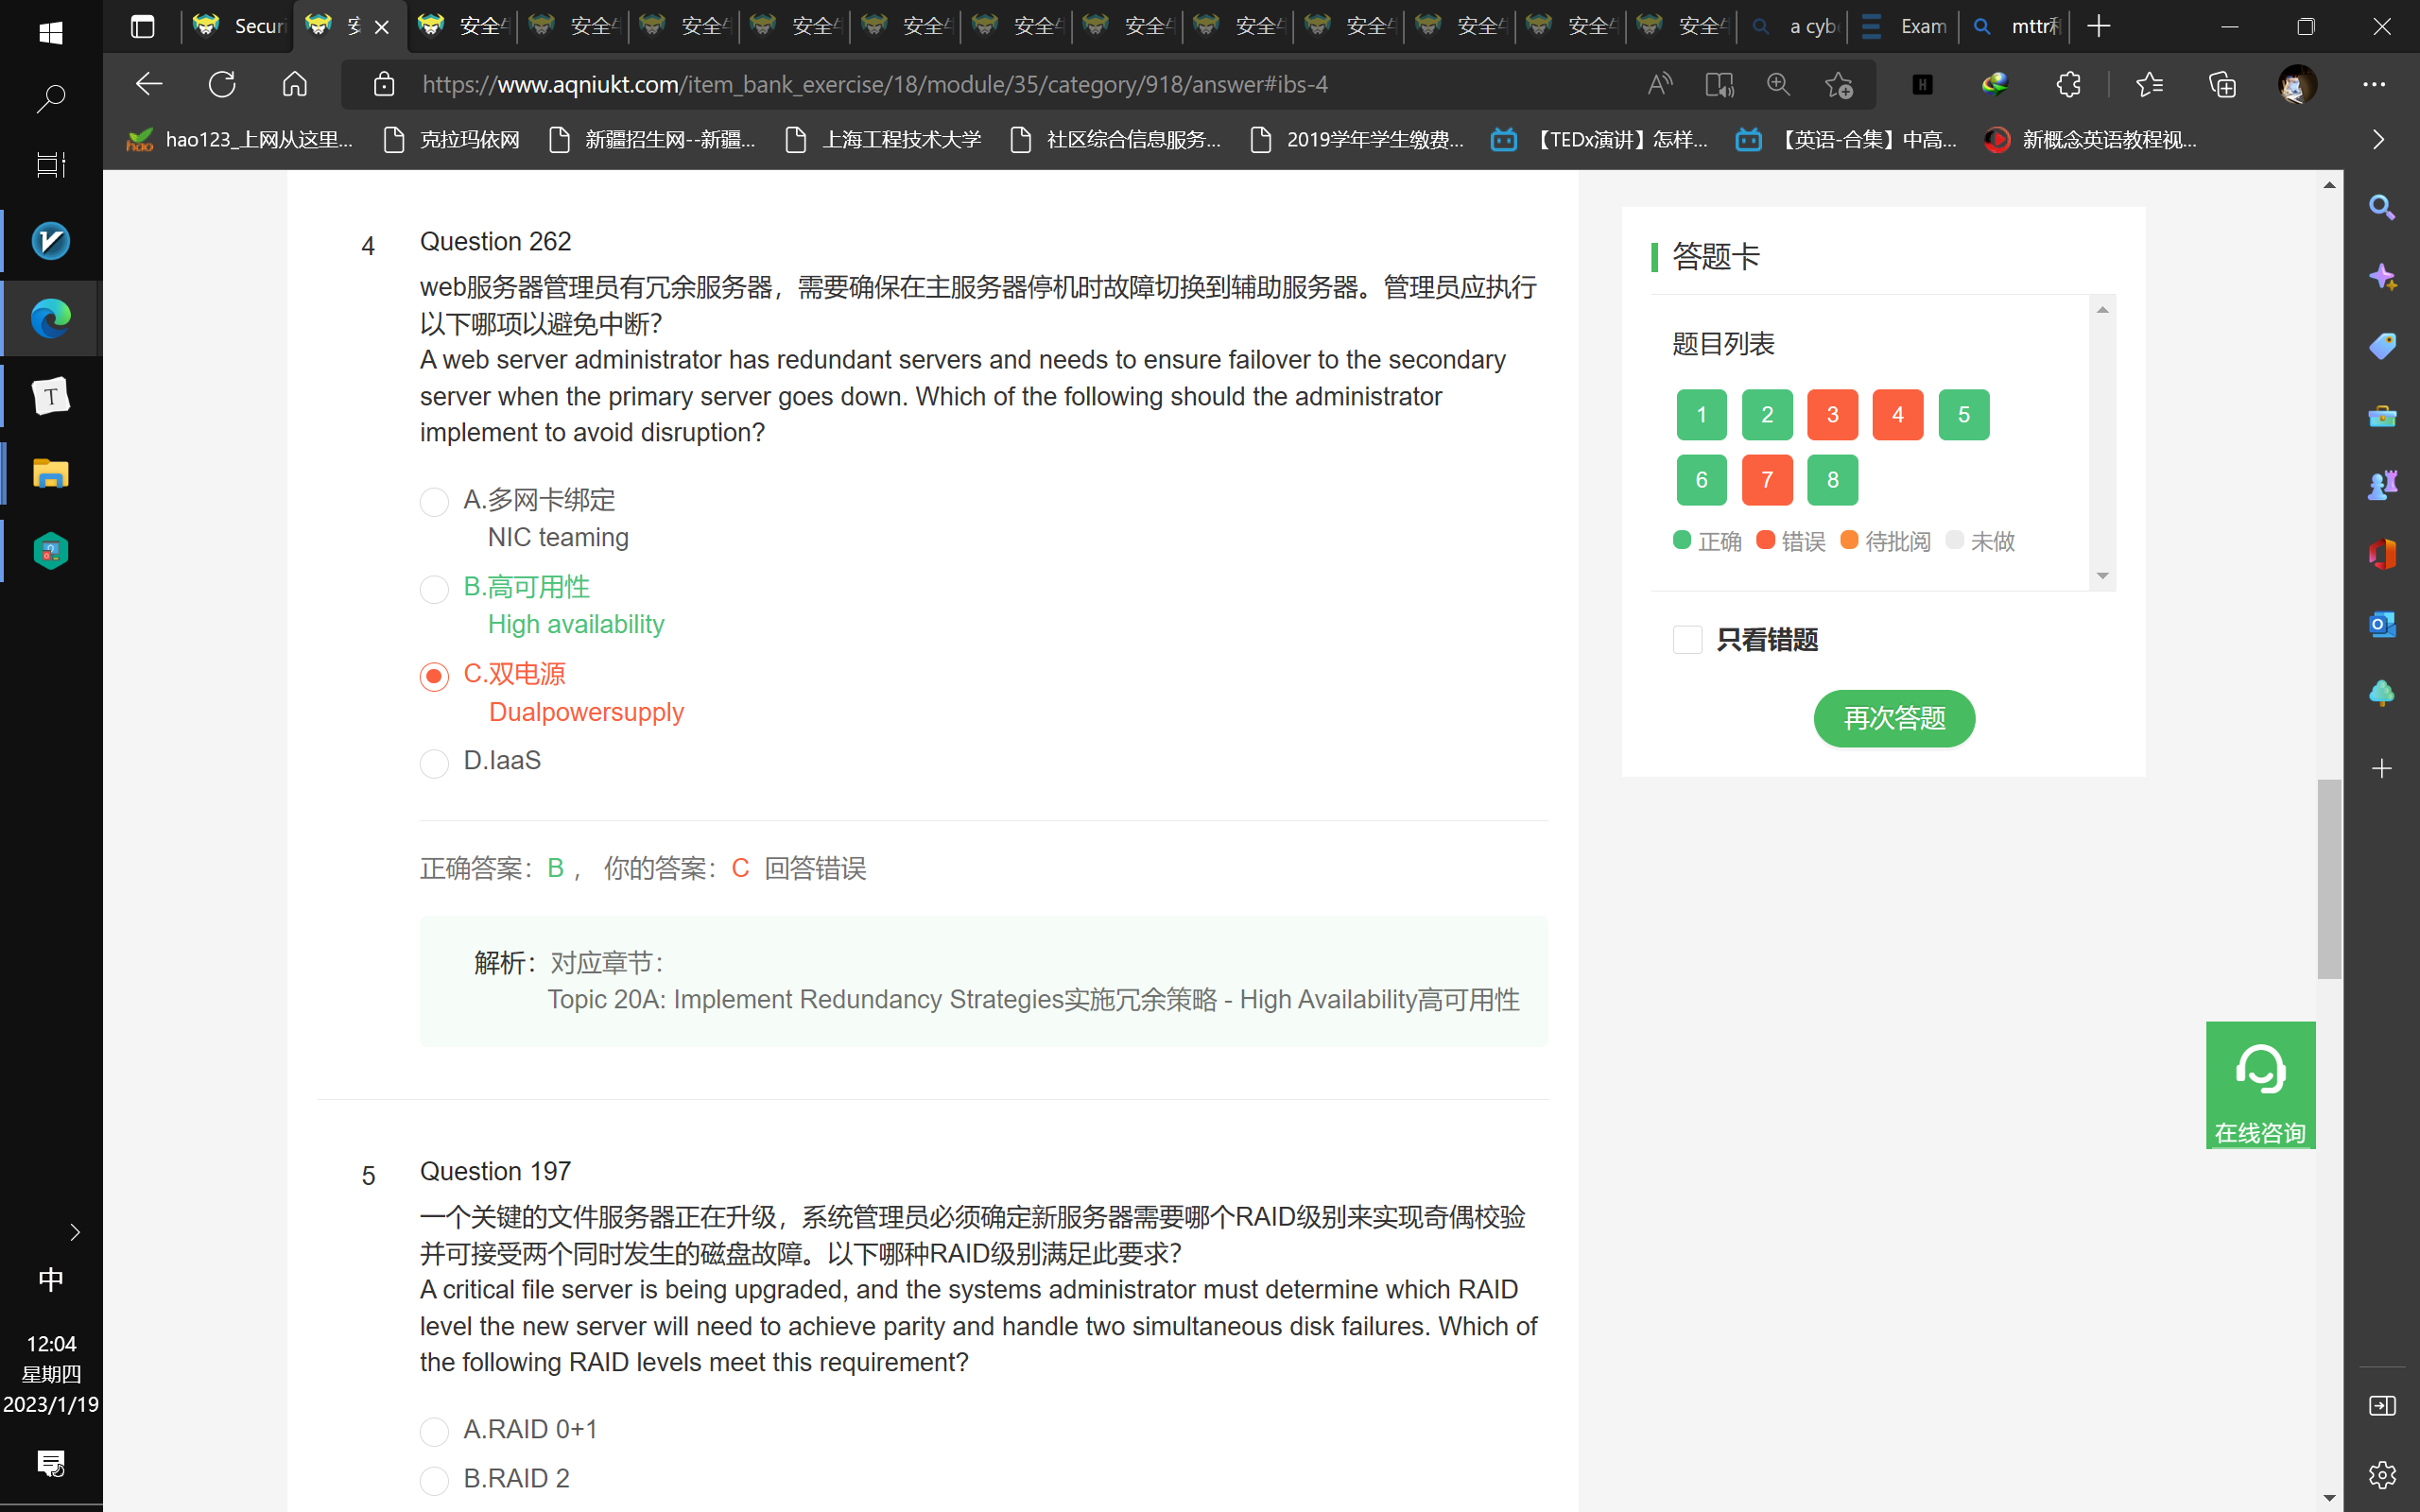 Securi
安
安全牛
安全牛
安全牛
安全牛
安全牛
安全牛
安全牛
安全牛
安全牛
安全牛
安全牛
安全牛
a cybe
Exam
mttr和
https://www.aqniukt.com/item_bank_exercise/18/module/35/category/918/answer#ibs-4
hao123_上网从这里...
克拉玛依网
新疆招生网--新疆...
上海工程技术大学
社区综合信息服务...
2019学年学生缴费...
【TEDx演讲】怎样...
【英语-合集】中高...
新概念英语教程视...
4
Question 262
web服务器管理员有冗余服务器，需要确保在主服务器停机时故障切换到辅助服务器。管理员应执行
以下哪项以避免中断？
A web server administrator has redundant servers and needs to ensure failover to the secondary
server when the primary server goes down. Which of the following should the administrator
implement to avoid disruption?
A.多网卡绑定
NIC teaming
B.高可用性
High availability
C.双电源
Dualpowersupply
D.IaaS
正确答案：B， 你的答案：C 回答错误
解析：对应章节：
Topic 20A: Implement Redundancy Strategies实施冗余策略 - High Availability高可用性
5
Question 197
一个关键的文件服务器正在升级，系统管理员必须确定新服务器需要哪个RAID级别来实现奇偶校验
并可接受两个同时发生的磁盘故障。以下哪种RAID级别满足此要求？
A critical file server is being upgraded, and the systems administrator must determine which RAID
level the new server will need to achieve parity and handle two simultaneous disk failures. Which of
the following RAID levels meet this requirement?
A.RAID 0+1
B.RAID 2
答题卡
题目列表
1 2 3 4 5
6 7 8
正确 错误 待批阅 未做
只看错题
再次答题
在线咨询
中
12:04
星期四
2023/1/19